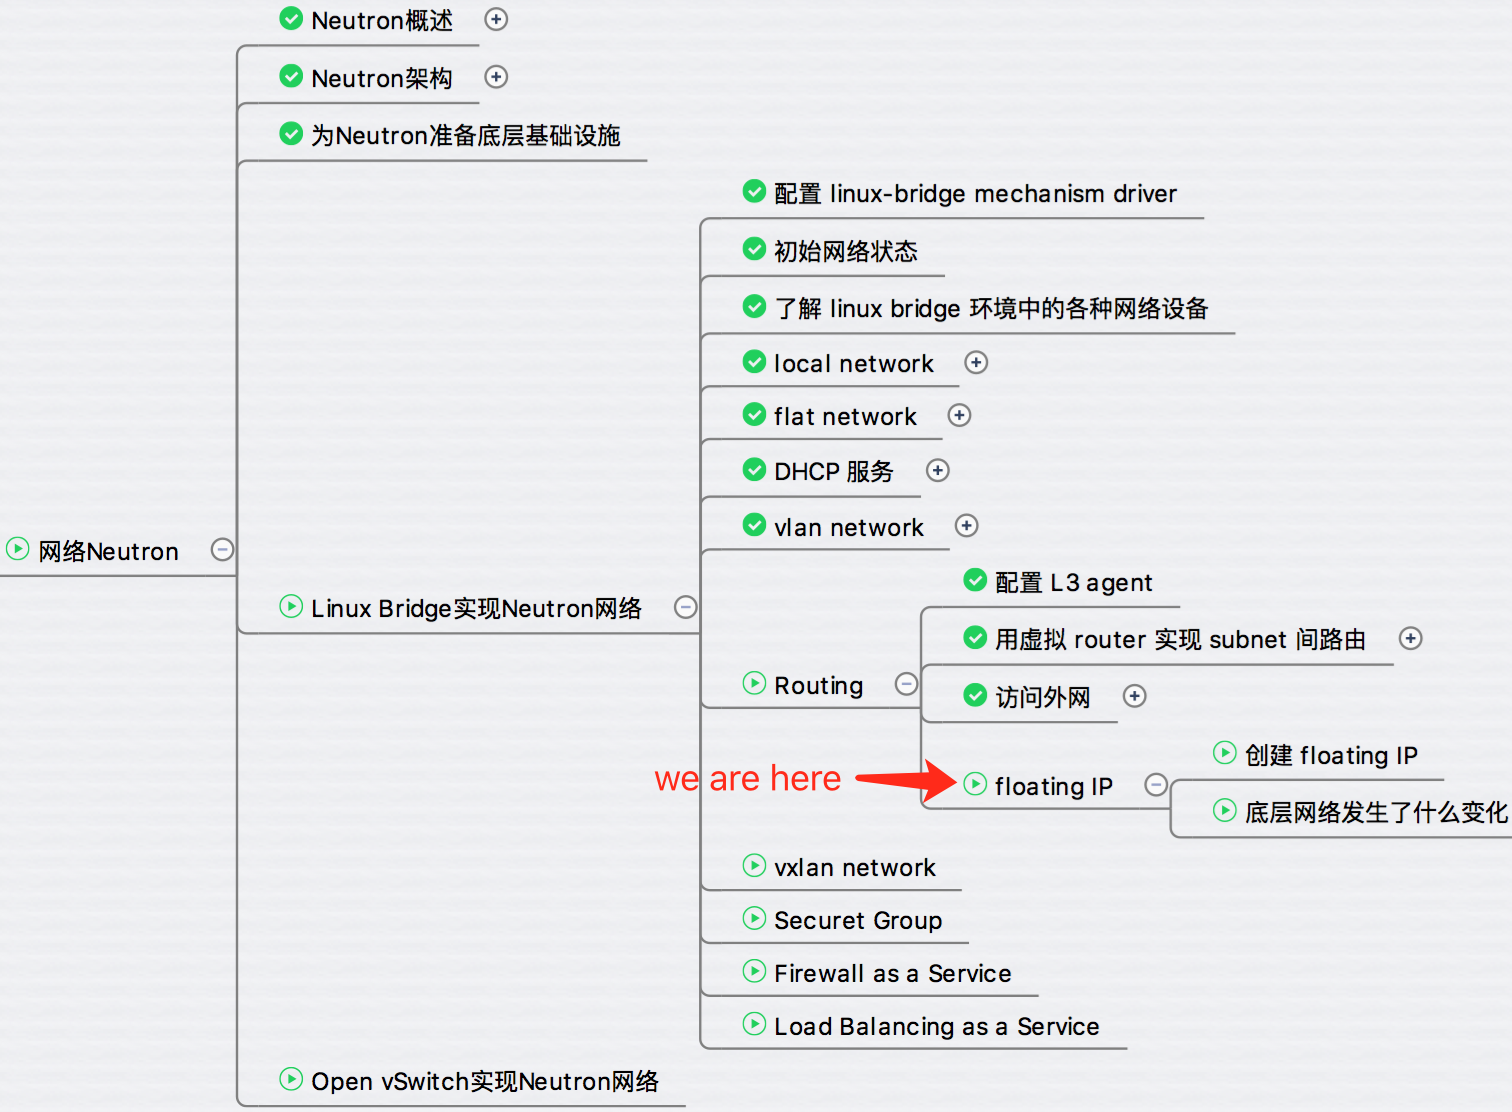 Neutron概述
Neutron架构
为Neutron准备底层基础设施
配置 linux-bridge mechanism driver
初始网络状态
了解 linux bridge 环境中的各种网络设备
local network
flat network
DHCP 服务
vlan network
网络Neutron
Linux Bridge实现Neutron网络
配置 L3 agent
用虚拟 router 实现 subnet 间路由
Routing
访问外网
创建 floating IP
we are here
floating IP
底层网络发生了什么变化
vxlan network
Securet Group
Firewall as a Service
Load Balancing as a Service
Open vSwitch实现Neutron网络